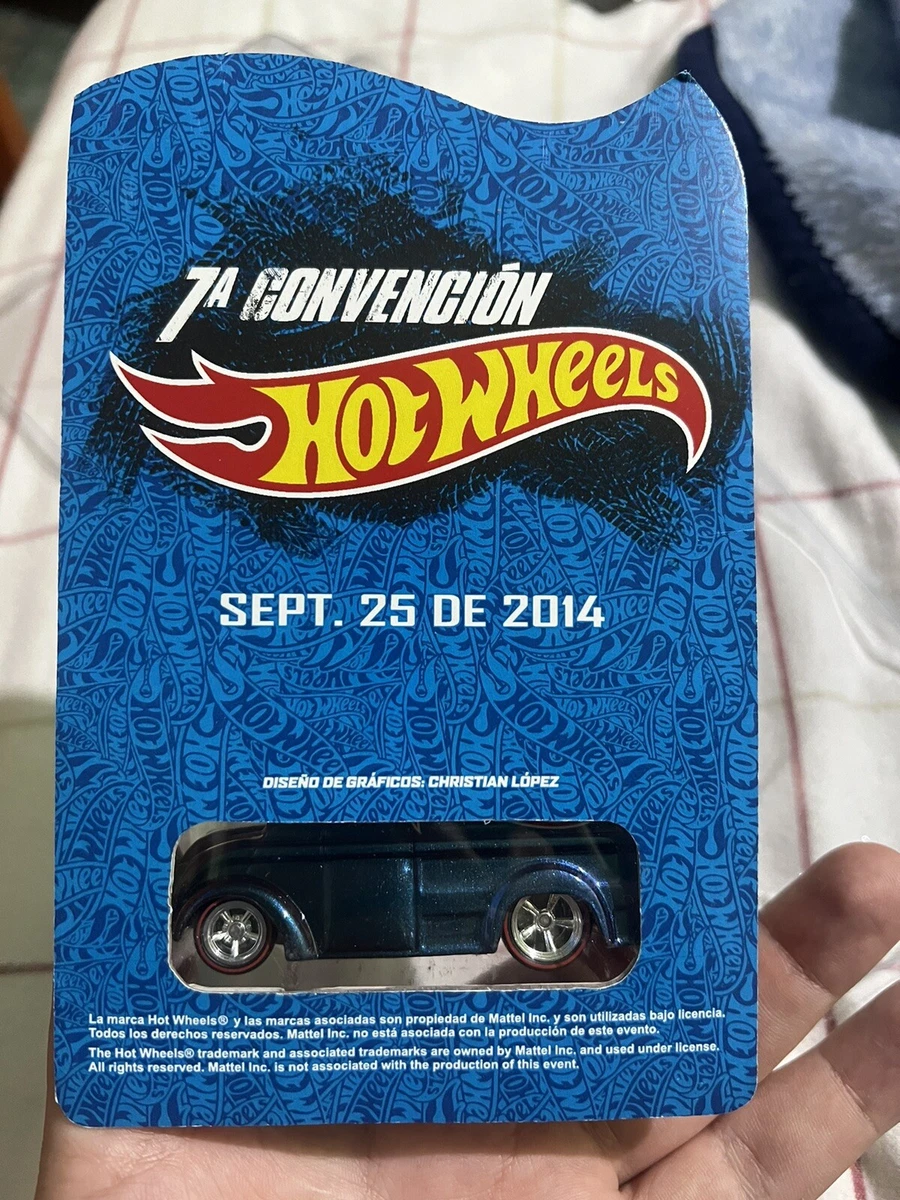 7A CONVENCIÓN
Hot Wheels
SEPT. 25 DE 2014
DISEÑO DE GRÁFICOS: CHRISTIAN LÓPEZ
La marca Hot Wheels® y las marcas asociadas son propiedad de Mattel Inc. y son utilizadas bajo licencia.
Todos los derechos reservados. Mattel Inc. no está asociada con la producción de este evento.
The Hot Wheels® trademark and associated trademarks are owned by Mattel Inc. and used under license.
All rights reserved. Mattel Inc. is not associated with the production of this event.